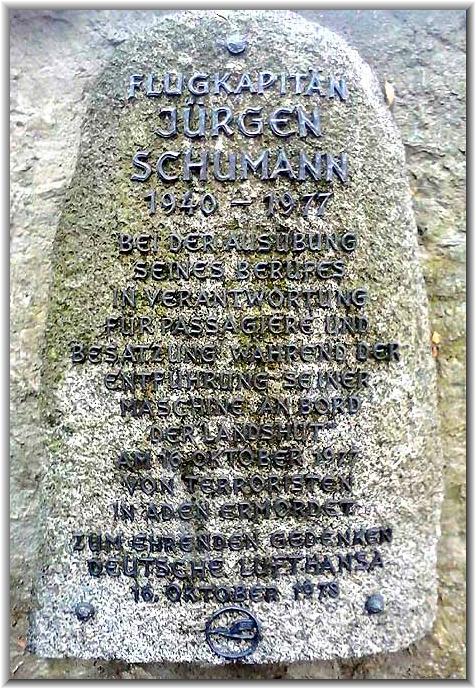 FLUGKAPITÄN
JÜRGEN
SCHUMANN
1940 – 1977
BEI DER AUSÜBUNG
SEINES BERUFES
IN VERANTWORTUNG
FÜR PASSAGIERE UND
BESATZUNG WÄHREND DER
ENTFÜHRUNG SEINER
MASCHINE AN BORD
DER "LANDSHUT"
AM 16. OKTOBER 1977
VON TERRORISTEN
IN ADEN ERMORDET.
ZUM EHRENDEN GEDENKEN
DEUTSCHE LUFTHANSA
16. OKTOBER 1978